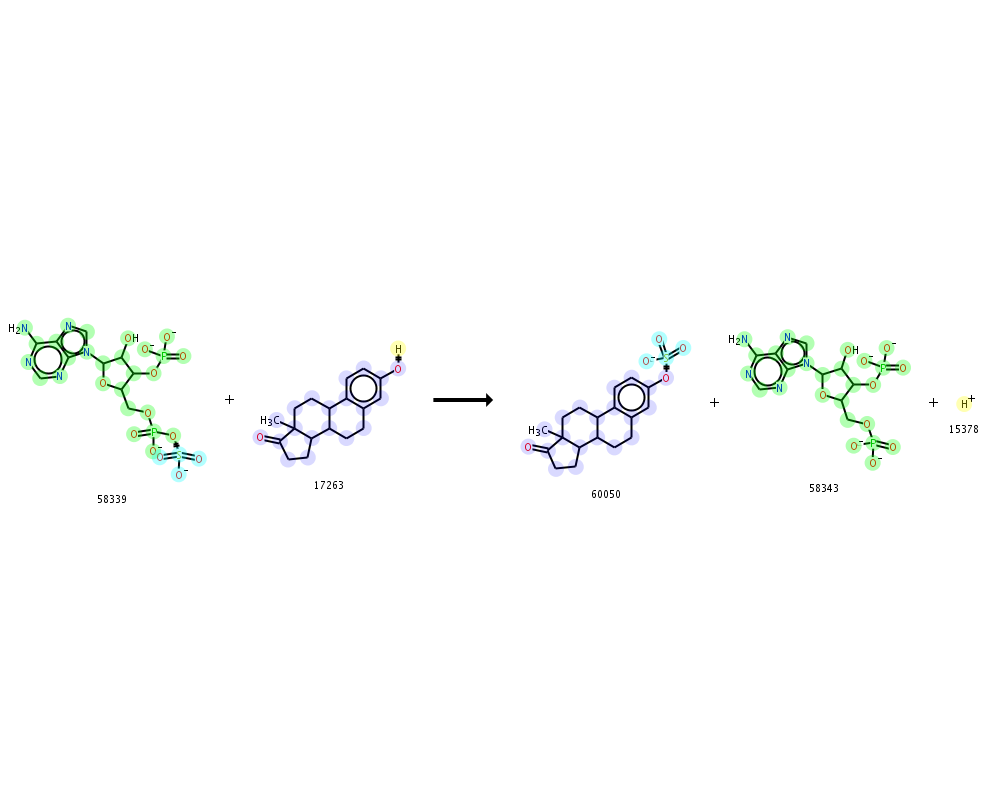 H2N N N N N OH O O O− O− P O O O P O O− O S O O O−
58339
+
H O H3C O
17263
O O O− S O H3C O
60050
+
H2N N N N N OH O O O− O− P O O O− P O O−
58343
+
H+
15378